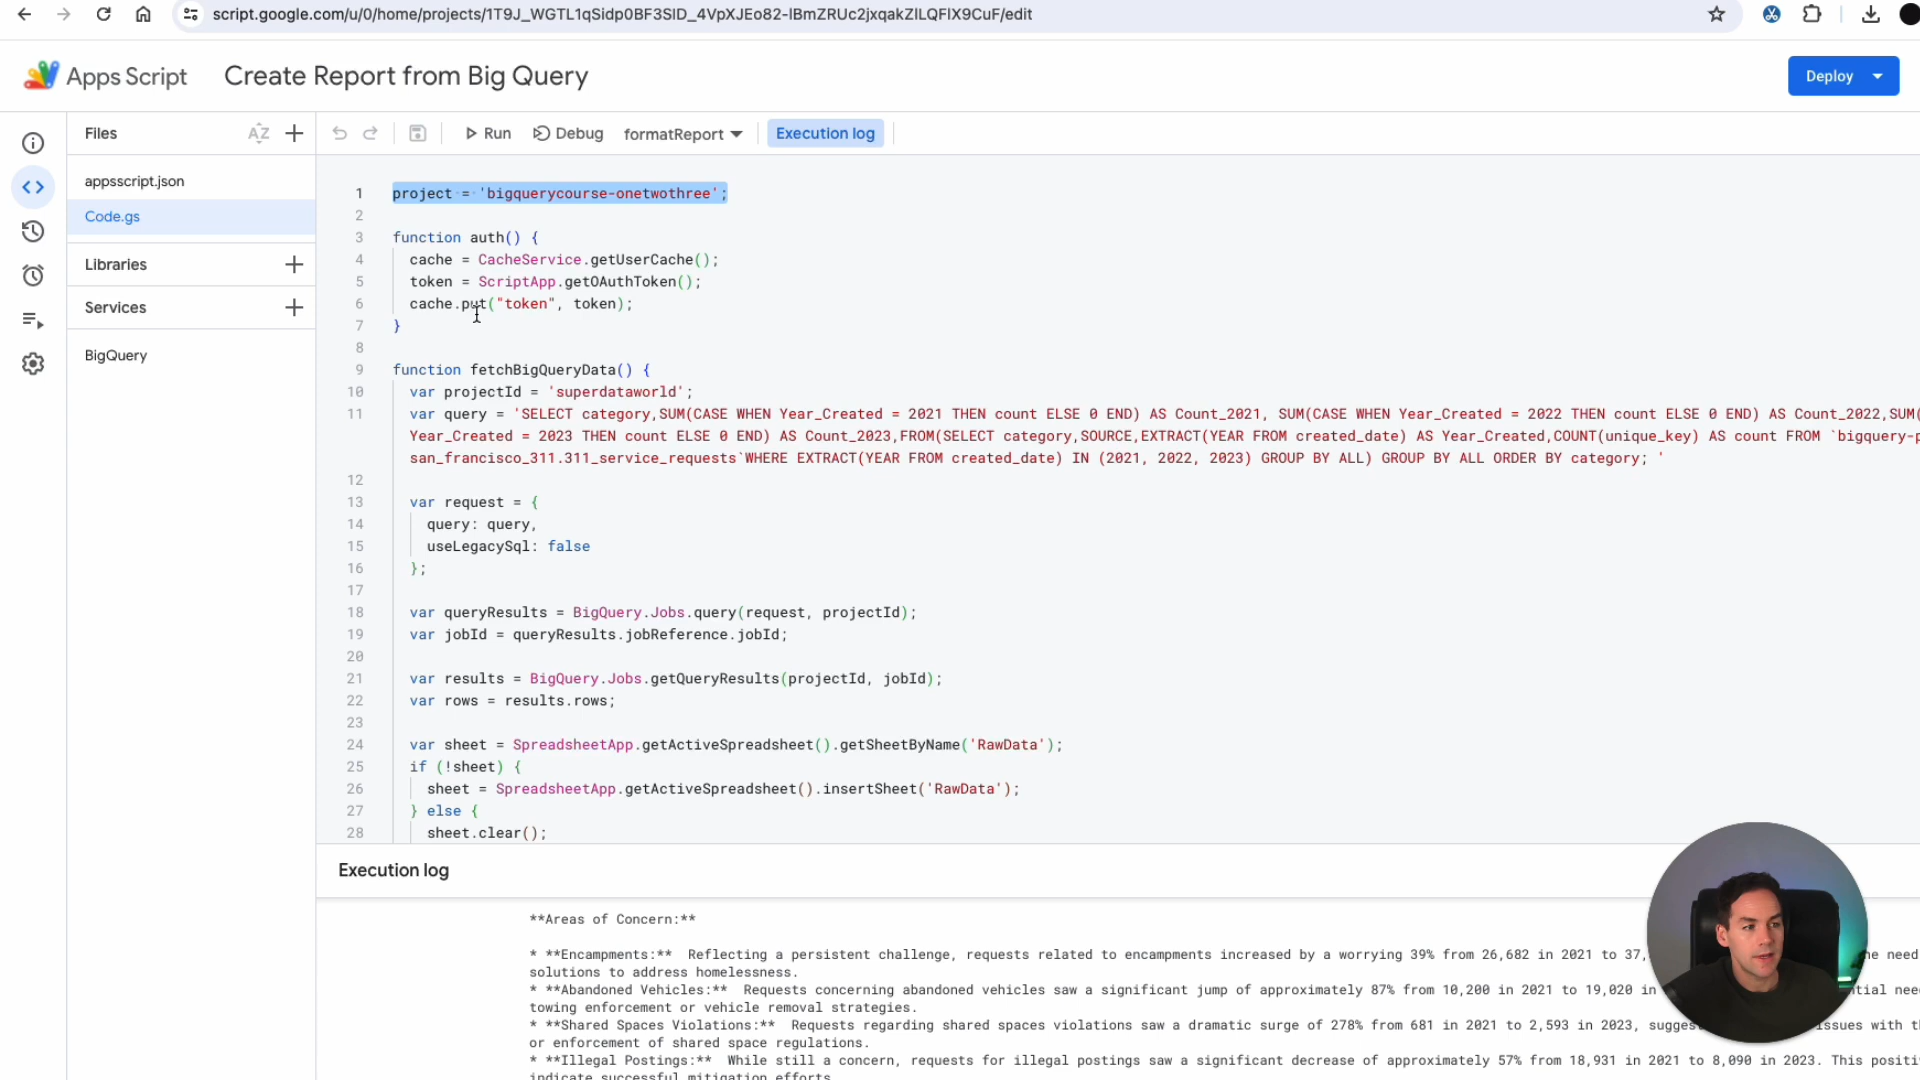 script.google.com/u/0/home/projects/1T9J_WGTL1qSidp0BF3SlD_4VpXJEo82-lBmZRUc2jxqakZlLQFlX9CuF/edit
Apps Script
Create Report from Big Query
Deploy
Files
AZ
Run
Debug
formatReport
Execution log
appsscript.json
Code.gs
Libraries
Services
BigQuery
1 project = 'bigquerycourse-onetwothree';
2
3 function auth() {
4 cache = CacheService.getUserCache();
5 token = ScriptApp.getOAuthToken();
6 cache.put("token", token);
7 }
8
9 function fetchBigQueryData() {
10 var projectId = 'superdataworld';
11 var query = 'SELECT category,SUM(CASE WHEN Year_Created = 2021 THEN count ELSE 0 END) AS Count_2021, SUM(CASE WHEN Year_Created = 2022 THEN count ELSE 0 END) AS Count_2022,SUM(
Year_Created = 2023 THEN count ELSE 0 END) AS Count_2023,FROM(SELECT category,SOURCE,EXTRACT(YEAR FROM created_date) AS Year_Created,COUNT(unique_key) AS count FROM `bigquery-p
san_francisco_311.311_service_requests`WHERE EXTRACT(YEAR FROM created_date) IN (2021, 2022, 2023) GROUP BY ALL) GROUP BY ALL ORDER BY category; '
12
13 var request = {
14 query: query,
15 useLegacySql: false
16 };
17
18 var queryResults = BigQuery.Jobs.query(request, projectId);
19 var jobId = queryResults.jobReference.jobId;
20
21 var results = BigQuery.Jobs.getQueryResults(projectId, jobId);
22 var rows = results.rows;
23
24 var sheet = SpreadsheetApp.getActiveSpreadsheet().getSheetByName('RawData');
25 if (!sheet) {
26 sheet = SpreadsheetApp.getActiveSpreadsheet().insertSheet('RawData');
27 } else {
28 sheet.clear();
Execution log
**Areas of Concern:**
* **Encampments:** Reflecting a persistent challenge, requests related to encampments increased by a worrying 39% from 26,682 in 2021 to 37, need
solutions to address homelessness.
* **Abandoned Vehicles:** Requests concerning abandoned vehicles saw a significant jump of approximately 87% from 10,200 in 2021 to 19,020 in
towing enforcement or vehicle removal strategies.
* **Shared Spaces Violations:** Requests regarding shared spaces violations saw a dramatic surge of 278% from 681 in 2021 to 2,593 in 2023, issues with
or enforcement of shared space regulations.
* **Illegal Postings:** While still a concern, requests for illegal postings saw a significant decrease of approximately 57% from 18,931 in 2021 to 8,090 in 2023. This
indicate successful mitigation efforts.